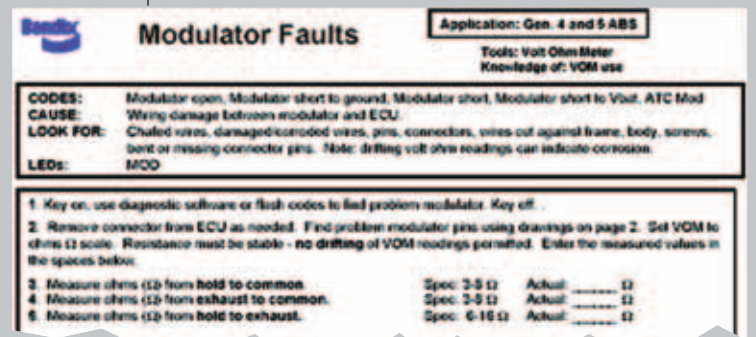 Bendix
Modulator Faults
Application: Gen. 4 and 5 ABS
Tools: Volt Ohm Meter
Knowledge of: VOM use
CODES: Modulator open, Modulator short to ground, Modulator short, Modulator short to Vbatt, ATC Mod
CAUSE: Wiring damage between modulator and ECU.
LOOK FOR: Chafed wires, damaged/corroded wires, pins, connectors, wires cut against frame, body, screws,
bent or missing connector pins. Note: drifting volt ohm readings can indicate corrosion.
LEDs: MOD
1. Key on, use diagnostic software or flash codes to find problem modulator. Key off.
2. Remove connector from ECU as needed. Find problem modulator pins using drawings on page 2. Set VOM to
ohms Ω scale. Resistance must be stable - no drifting of VOM readings permitted. Enter the measured values in
the spaces below.
3. Measure ohms (Ω) from hold to common. Spec: Ω Actual: ______ Ω
4. Measure ohms (Ω) from exhaust to common. Spec: Ω Actual: ______ Ω
5. Measure ohms (Ω) from hold to exhaust. Spec: Ω Actual: ______ Ω